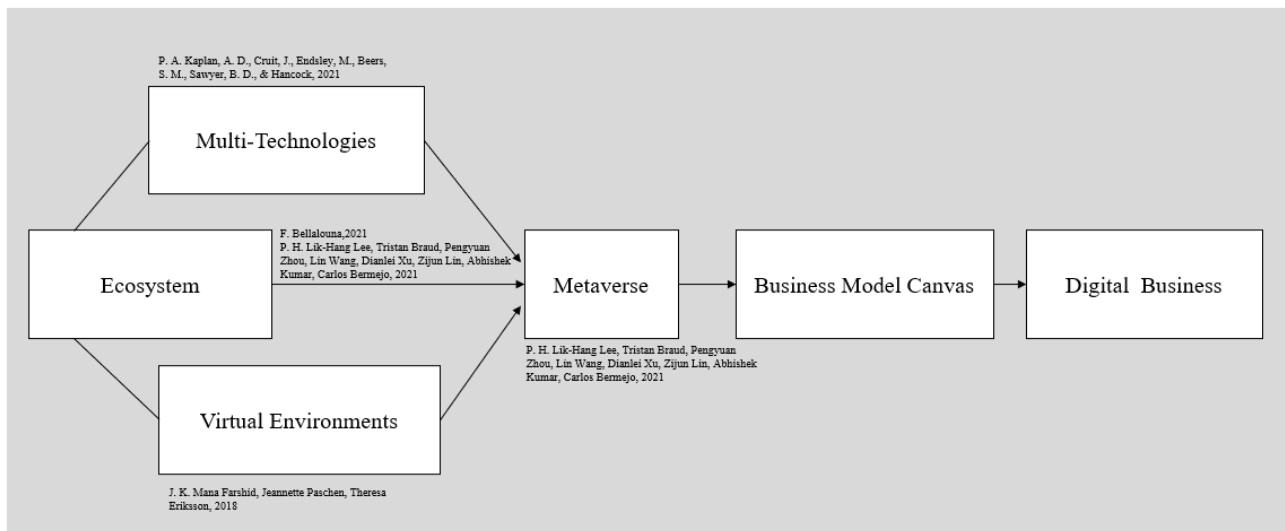 P. A. Kaplan, A. D., Cruit, J., Endsley, M., Beers,
S. M., Sawyer, B. D., & Hancock, 2021
Multi-Technologies
F. Bellalouna,2021
P. H. Lik-Hang Lee, Tristan Braud, Pengyuan
Zhou, Lin Wang, Dianlei Xu, Zijun Lin, Abhishek
Kumar, Carlos Bermejo, 2021
Ecosystem
Metaverse
Business Model Canvas
Digital Business
P. H. Lik-Hang Lee, Tristan Braud, Pengyuan
Zhou, Lin Wang, Dianlei Xu, Zijun Lin, Abhishek
Kumar, Carlos Bermejo, 2021
Virtual Environments
J. K. Mana Farshid, Jeannette Paschen, Theresa
Eriksson, 2018